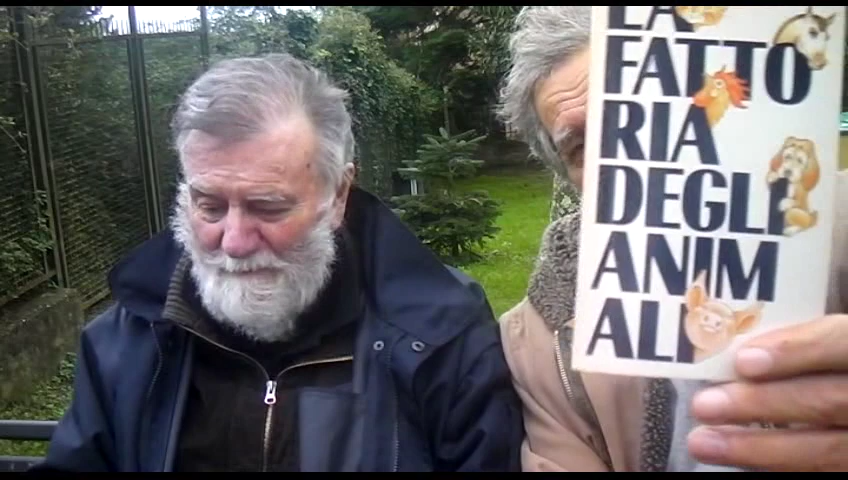 LA
FATTO
RIA
DEGLI
ANIM
ALI